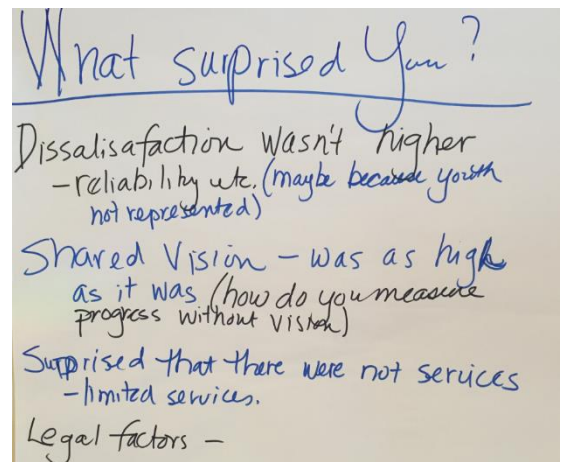 What surprised You?
Dissalisafaction wasn't higher
-reliability etc. (maybe because youth
not represented)
Shared Vision - was as high
as it was (how do you measure
progress without vision)
Surprised that there were not services
-limited services.
Legal factors -